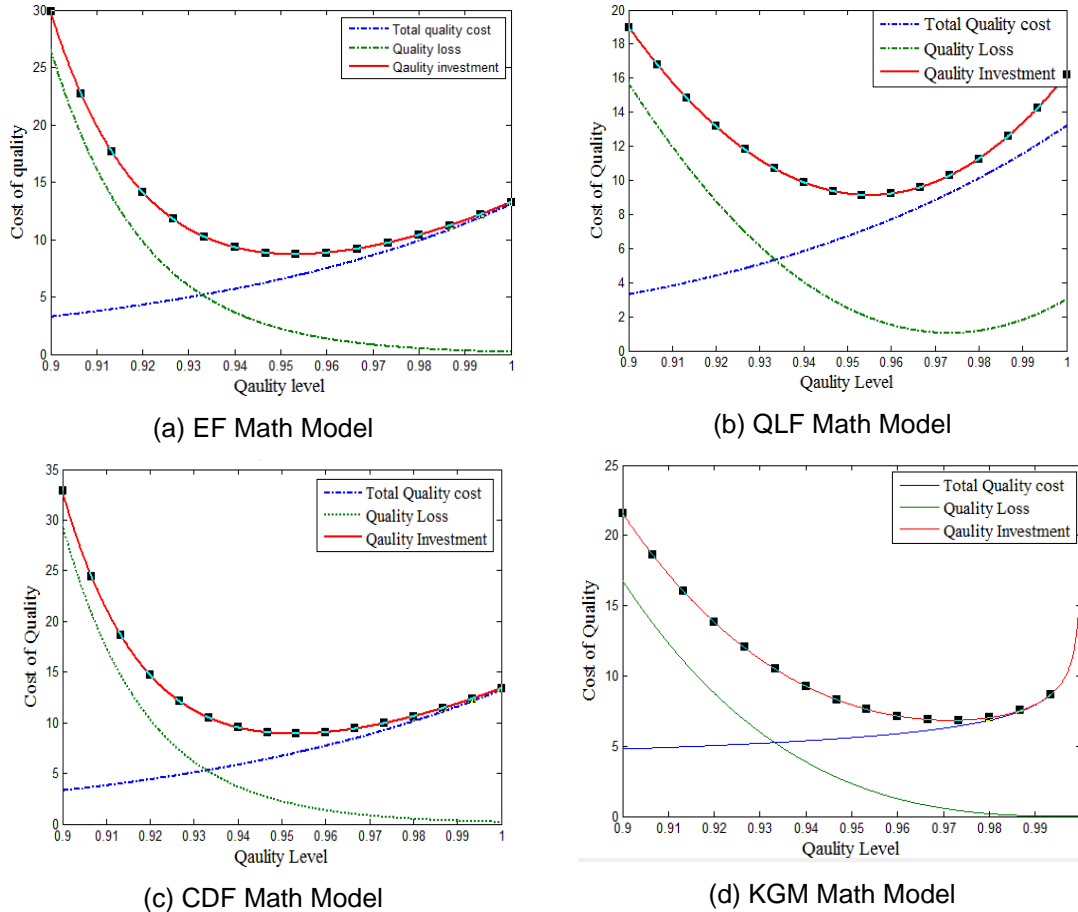 30
25
20
15
10
5
0
Cost of quality
Total quality cost
Quality loss
Qaulity investment
0.9 0.91 0.92 0.93 0.94 0.95 0.96 0.97 0.98 0.99 1
Qaulity level
(a) EF Math Model
20
18
16
14
12
10
8
6
4
2
0
Cost of Quality
Total Quality cost
Quality Loss
Qaulity Investment
0.9 0.91 0.92 0.93 0.94 0.95 0.96 0.97 0.98 0.99 1
Qaulity Level
(b) QLF Math Model
35
30
25
20
15
10
5
0
Cost of Quality
Total Quality cost
Quality Loss
Qaulity Investment
0.9 0.91 0.92 0.93 0.94 0.95 0.96 0.97 0.98 0.99 1
Qaulity Level
(c) CDF Math Model
25
20
15
10
5
0
Cost of Quality
Total Quality cost
Quality Loss
Qaulity Investment
0.9 0.91 0.92 0.93 0.94 0.95 0.96 0.97 0.98 0.99
Qaulity Level
(d) KGM Math Model